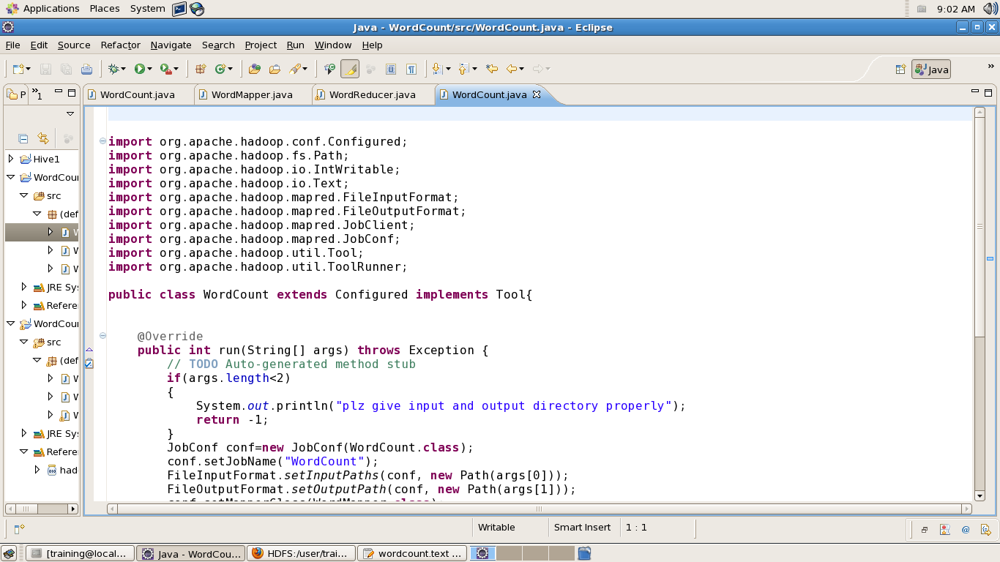 Applications Places System 9:02 AM
Java - WordCount/src/WordCount.java - Eclipse
File Edit Source Refactor Navigate Search Project Run Window Help
Java »
P »1 WordCount.java WordMapper.java WordReducer.java WordCount.java
import org.apache.hadoop.conf.Configured;
import org.apache.hadoop.fs.Path;
import org.apache.hadoop.io.IntWritable;
import org.apache.hadoop.io.Text;
import org.apache.hadoop.mapred.FileInputFormat;
import org.apache.hadoop.mapred.FileOutputFormat;
import org.apache.hadoop.mapred.JobClient;
import org.apache.hadoop.mapred.JobConf;
import org.apache.hadoop.util.Tool;
import org.apache.hadoop.util.ToolRunner;
public class WordCount extends Configured implements Tool{
@Override
public int run(String[] args) throws Exception {
// TODO Auto-generated method stub
if(args.length<2)
{
System.out.println("plz give input and output directory properly");
return -1;
}
JobConf conf=new JobConf(WordCount.class);
conf.setJobName("WordCount");
FileInputFormat.setInputPaths(conf, new Path(args[0]));
FileOutputFormat.setOutputPath(conf, new Path(args[1]));
conf.setMapperClass(WordMapper.class);
Hive1
WordCou
src
(def
W
W
W
JRE Sy
Refere
WordCou
src
(def
W
W
W
JRE Sy
Refere
had
Writable Smart Insert 1 : 1
[training@local... Java - WordCou... HDFS:/user/trai... wordcount.text ...